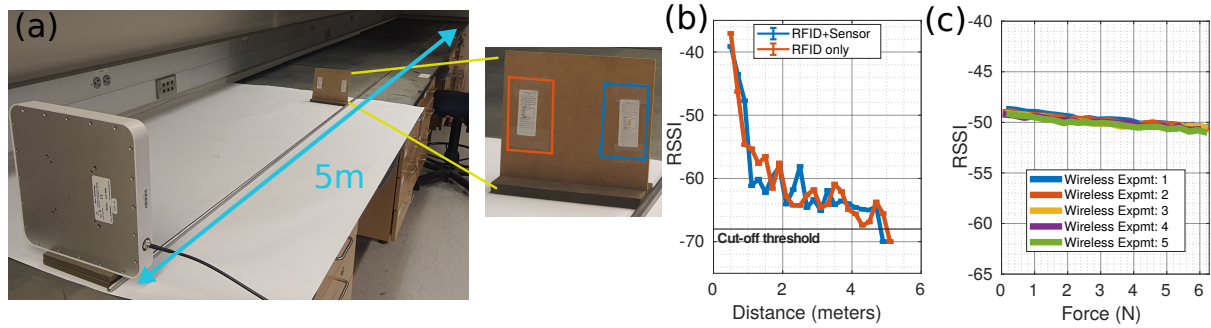 (a)
5m
(b)
RSSI
-40
-50
-60
-70
RFID+Sensor
RFID only
Cut-off threshold
0
2
4
6
Distance (meters)
(c)
RSSI
-40
-45
-50
-55
-60
-65
Wireless Expmt: 1
Wireless Expmt: 2
Wireless Expmt: 3
Wireless Expmt: 4
Wireless Expmt: 5
0
1
2
3
4
5
6
Force (N)